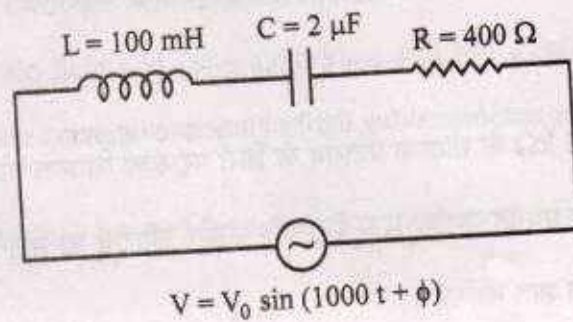 L = 100 mH
C = 2 μF
R = 400 Ω
V = V₀ sin (1000 t + ϕ)